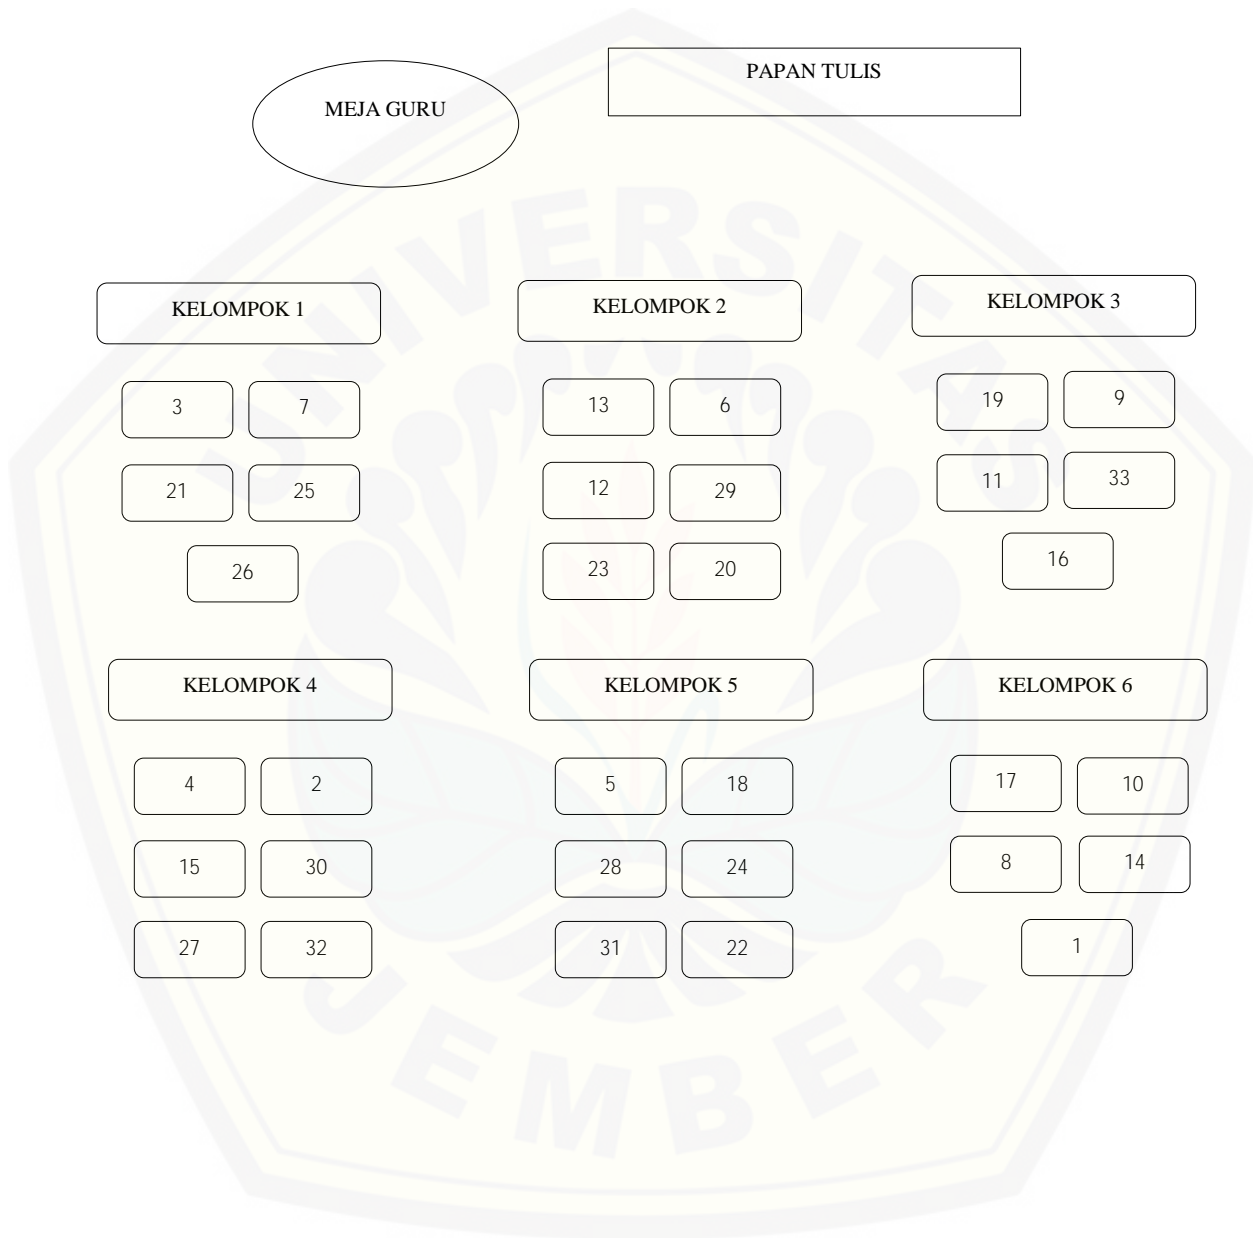 PAPAN TULIS
MEJA GURU
KELOMPOK 1 KELOMPOK 2 KELOMPOK 3
3 7 13 6 19 9
21 25 12 29 11 33
26 23 20 16
KELOMPOK 4 KELOMPOK 5 KELOMPOK 6
4 2 5 18 17 10
15 30 28 24 8 14
27 32 31 22 1
UNIVERSITAS
JEMBER